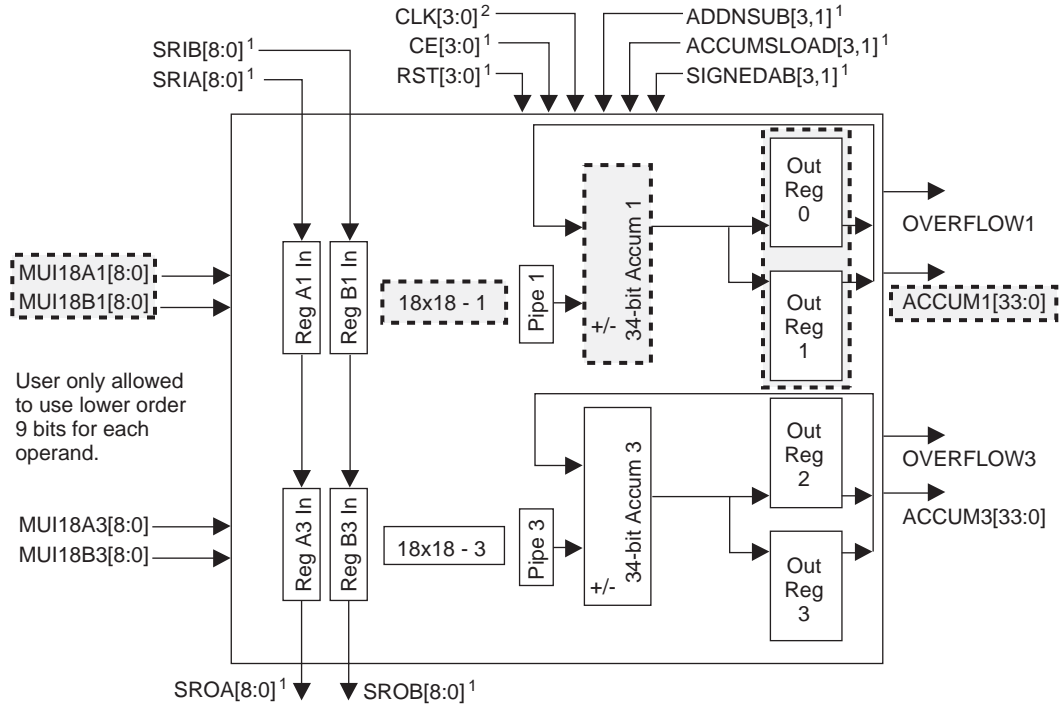 CLK[3:0]²
CE[3:0]¹
RST[3:0]¹
ADDNSUB[3,1]¹
ACCUMSLOAD[3,1]¹
SIGNEDAB[3,1]¹
SRIB[8:0]¹
SRIA[8:0]¹
MUI18A1[8:0]
MUI18B1[8:0]
Reg A1 In
Reg B1 In
18x18 - 1
Pipe 1
+/-
34-bit Accum 1
Out
Reg
0
Out
Reg
1
OVERFLOW1
ACCUM1[33:0]
User only allowed
to use lower order
9 bits for each
operand.
MUI18A3[8:0]
MUI18B3[8:0]
Reg A3 In
Reg B3 In
18x18 - 3
Pipe 3
+/-
34-bit Accum 3
Out
Reg
2
Out
Reg
3
OVERFLOW3
ACCUM3[33:0]
SROA[8:0]¹
SROB[8:0]¹